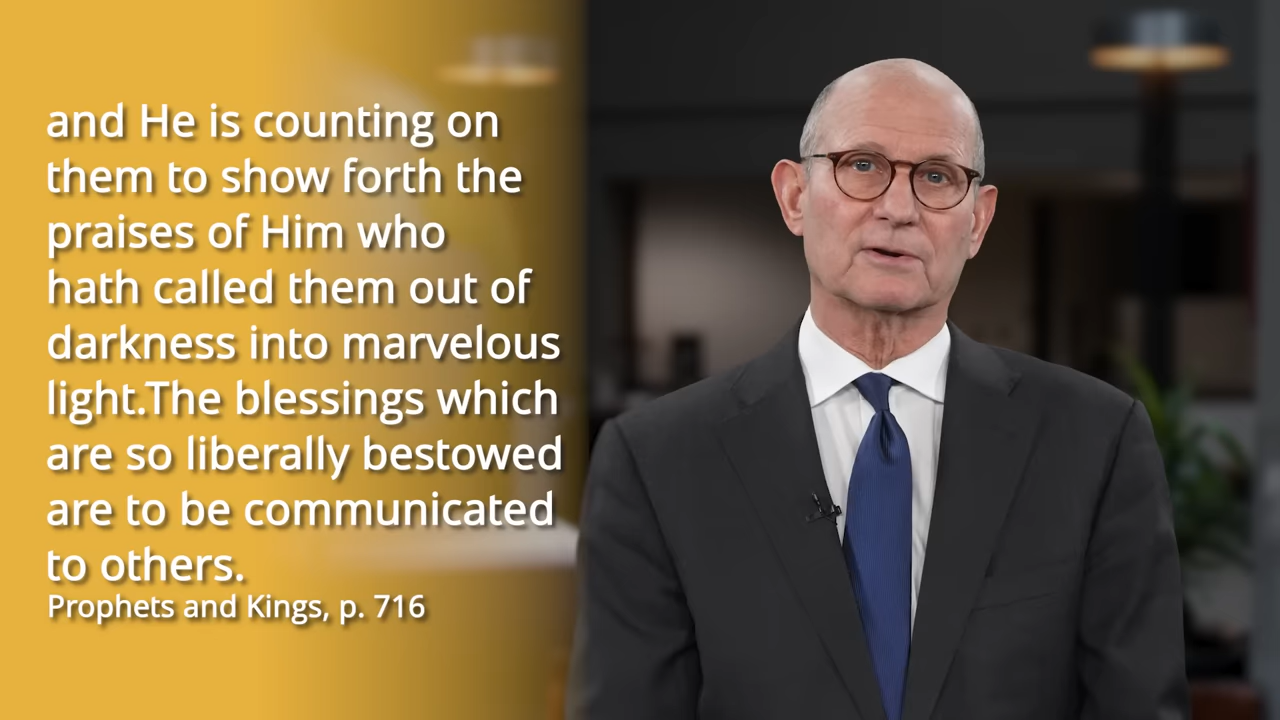 and He is counting on
them to show forth the
praises of Him who
hath called them out of
darkness into marvelous
light.The blessings which
are so liberally bestowed
are to be communicated
to others.
Prophets and Kings, p. 716